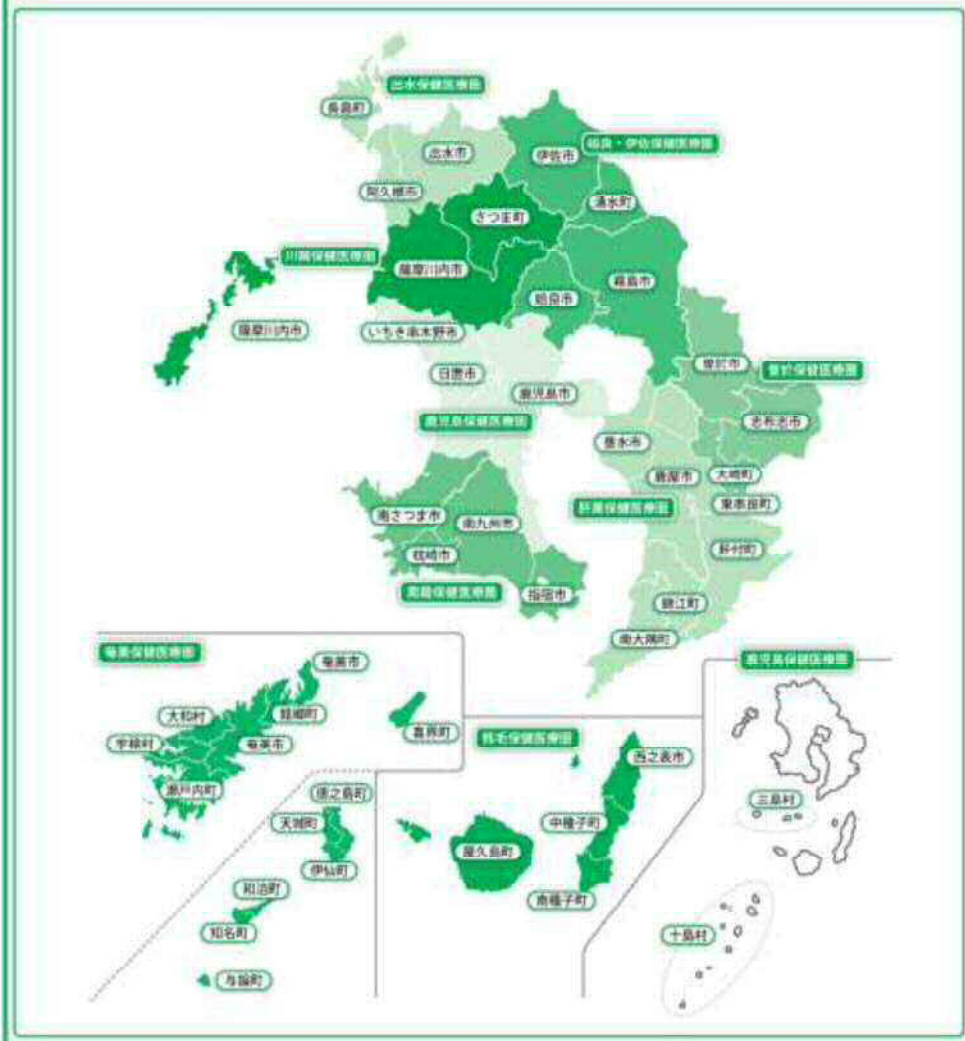 出水保健医療圏
長島町
出水市
伊佐市
姶良・伊佐保健医療圏
阿久根市
湧水町
さつま町
川薩保健医療圏
薩摩川内市
霧島市
姶良市
薩摩川内市
いちき串木野市
日置市
鹿児島市
曽於市
曽於保健医療圏
鹿児島保健医療圏
志布志市
垂水市
鹿屋市
大崎町
東串良町
肝属保健医療圏
南さつま市
南九州市
肝付町
枕崎市
南薩保健医療圏
指宿市
錦江町
南大隅町
奄美保健医療圏
奄美市
大和村
龍郷町
宇検村
奄美市
喜界町
瀬戸内町
徳之島町
天城町
伊仙町
和泊町
知名町
与論町
熊毛保健医療圏
西之表市
中種子町
屋久島町
南種子町
鹿児島保健医療圏
三島村
十島村